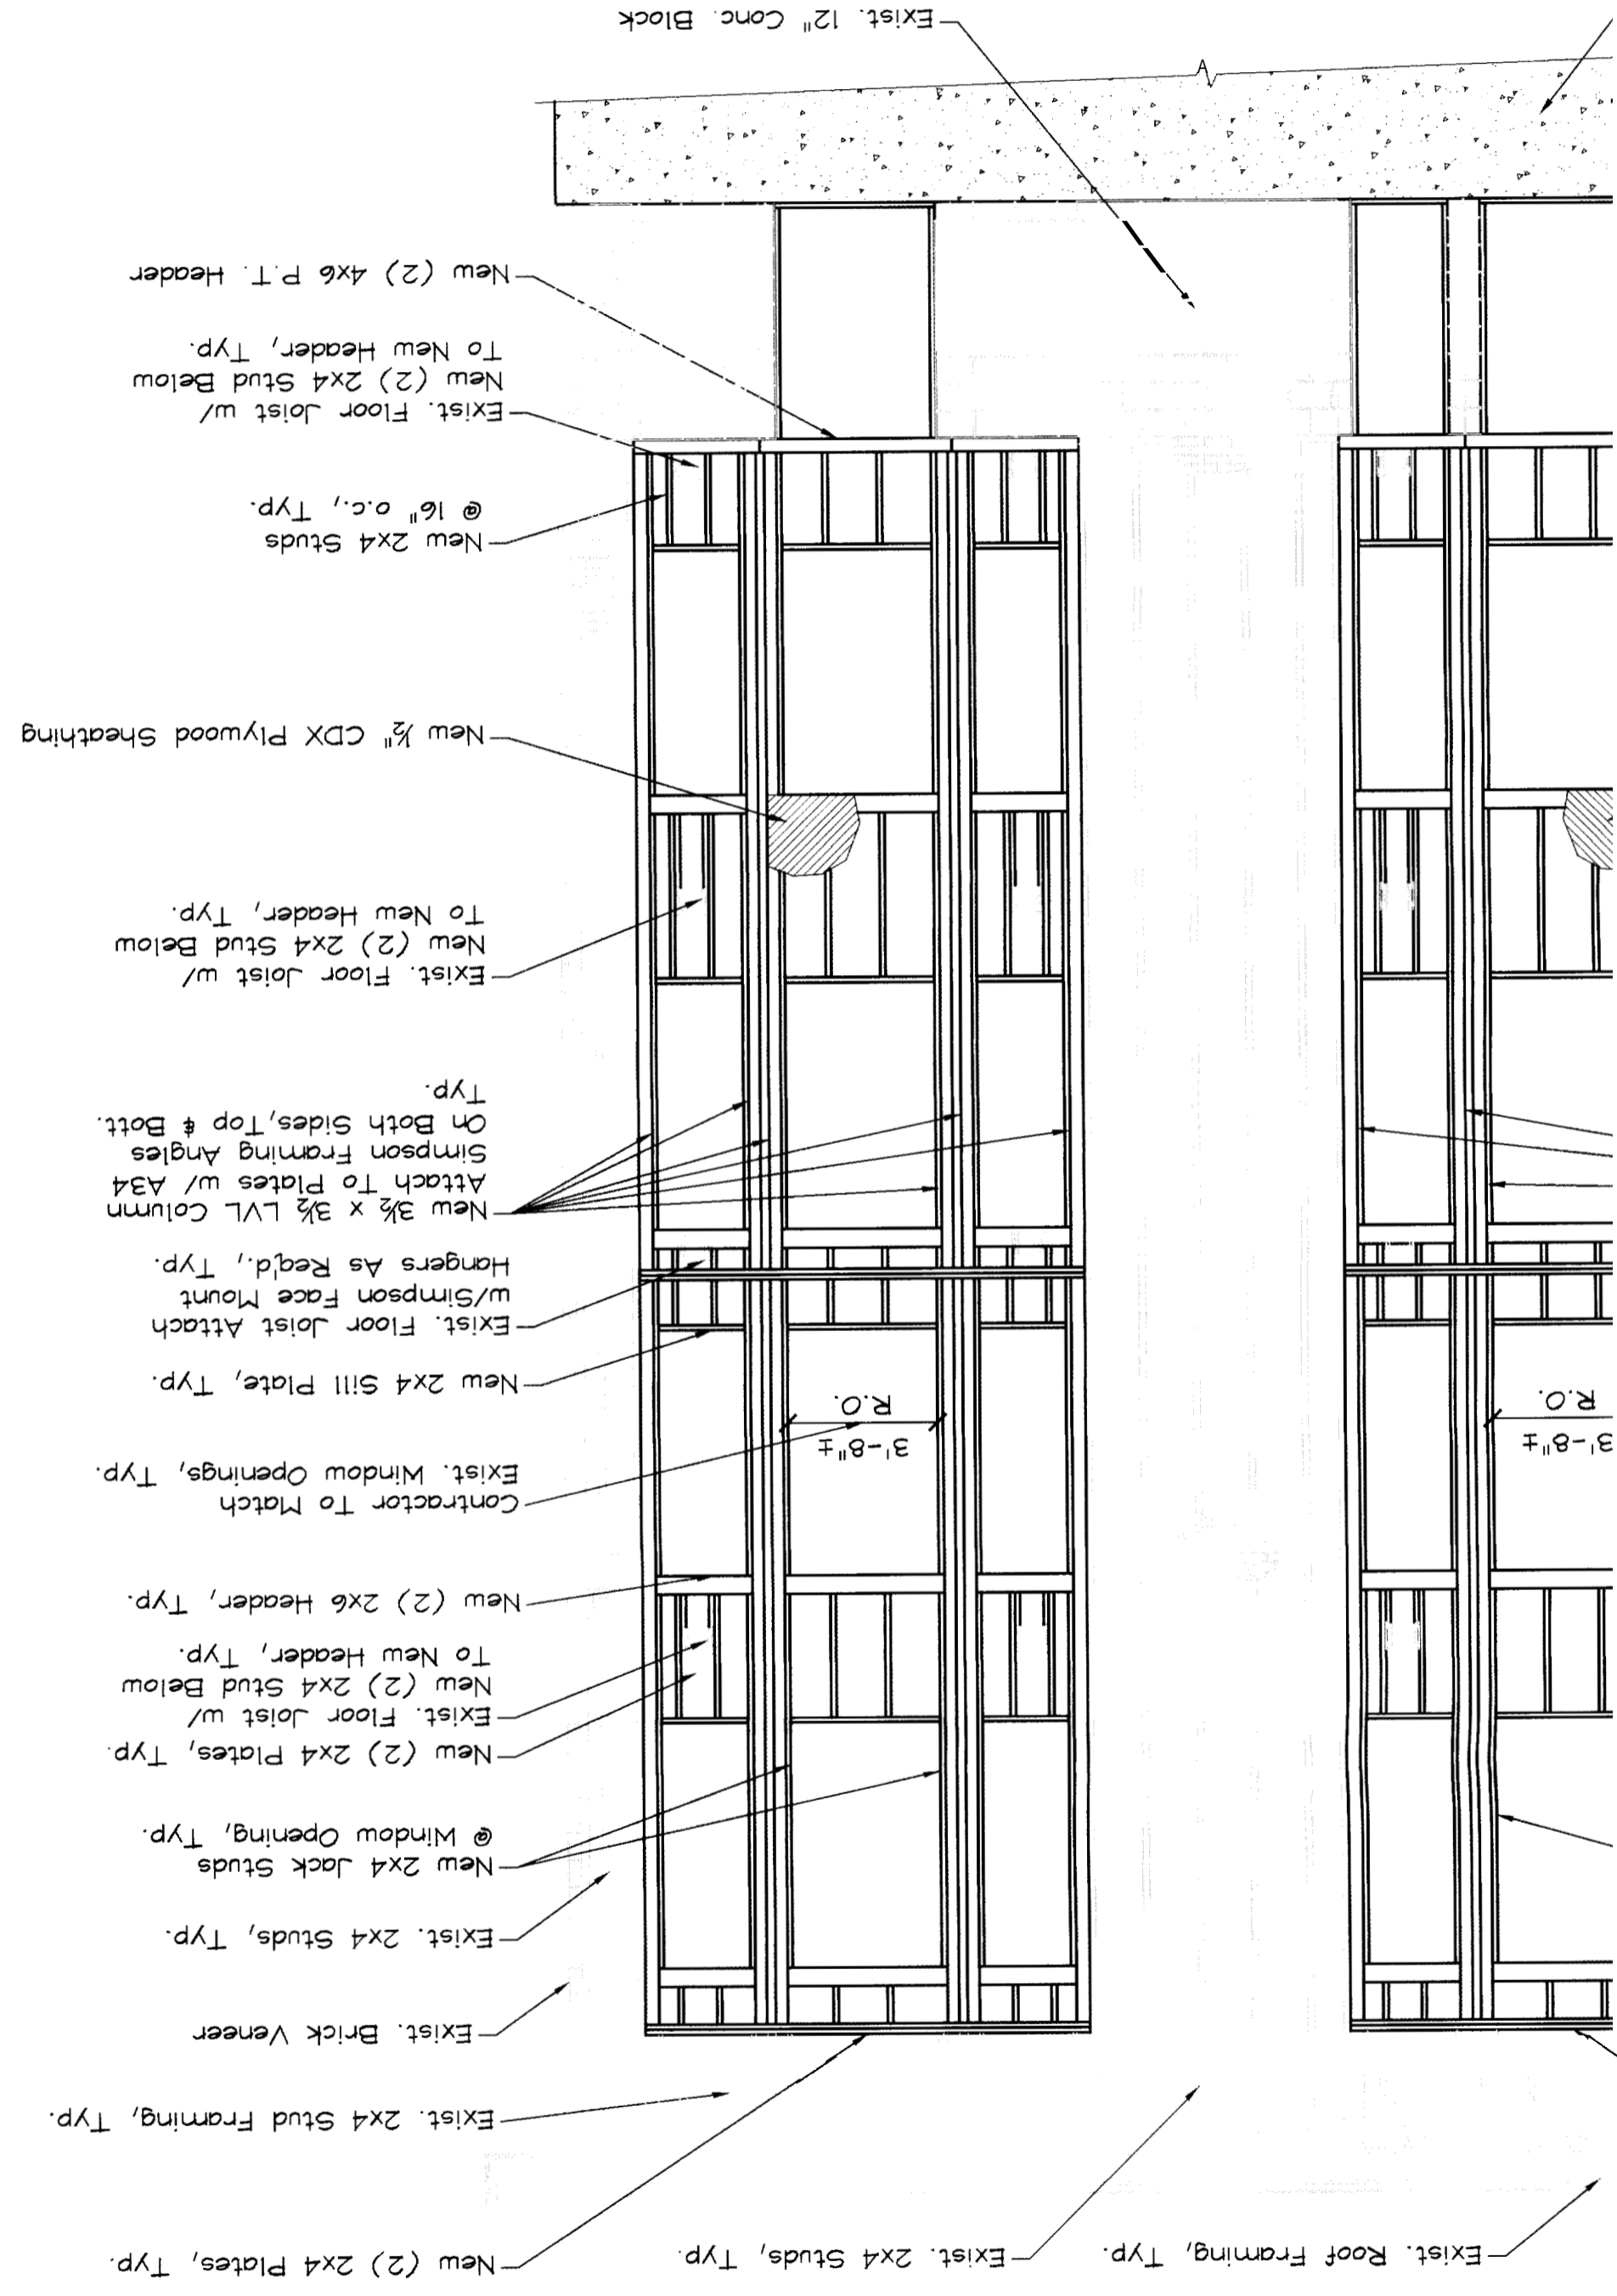 Exist. Roof Framing, Typ.
Exist. 2x4 Studs, Typ.
New (2) 2x4 Plates, Typ.
Exist. 2x4 Stud Framing, Typ.
Exist. Brick Veneer
Exist. 2x4 Studs, Typ.
New 2x4 Jack Studs
@ Window Opening, Typ.
New (2) 2x4 Plates, Typ.
Exist. Floor Joist w/
New (2) 2x4 Stud Below
To New Header, Typ.
New (2) 2x6 Header, Typ.
Contractor To Match
Exist. Window Openings, Typ.
3'-8"±
R.O.
3'-8"±
R.O.
New 2x4 Sill Plate, Typ.
Exist. Floor Joist Attach
w/Simpson Face Mount
Hangers As Req'd., Typ.
New 3½ x 3½ LVL Column
Attach To Plates w/ A34
Simpson Framing Angles
On Both Sides,Top & Bott.
Typ.
Exist. Floor Joist w/
New (2) 2x4 Stud Below
To New Header, Typ.
New ½" CDX Plywood Sheathing
New 2x4 Studs
@ 16" o.c., Typ.
Exist. Floor Joist w/
New (2) 2x4 Stud Below
To New Header, Typ.
New (2) 4x6 P.T. Header
Exist. 12" Conc. Block